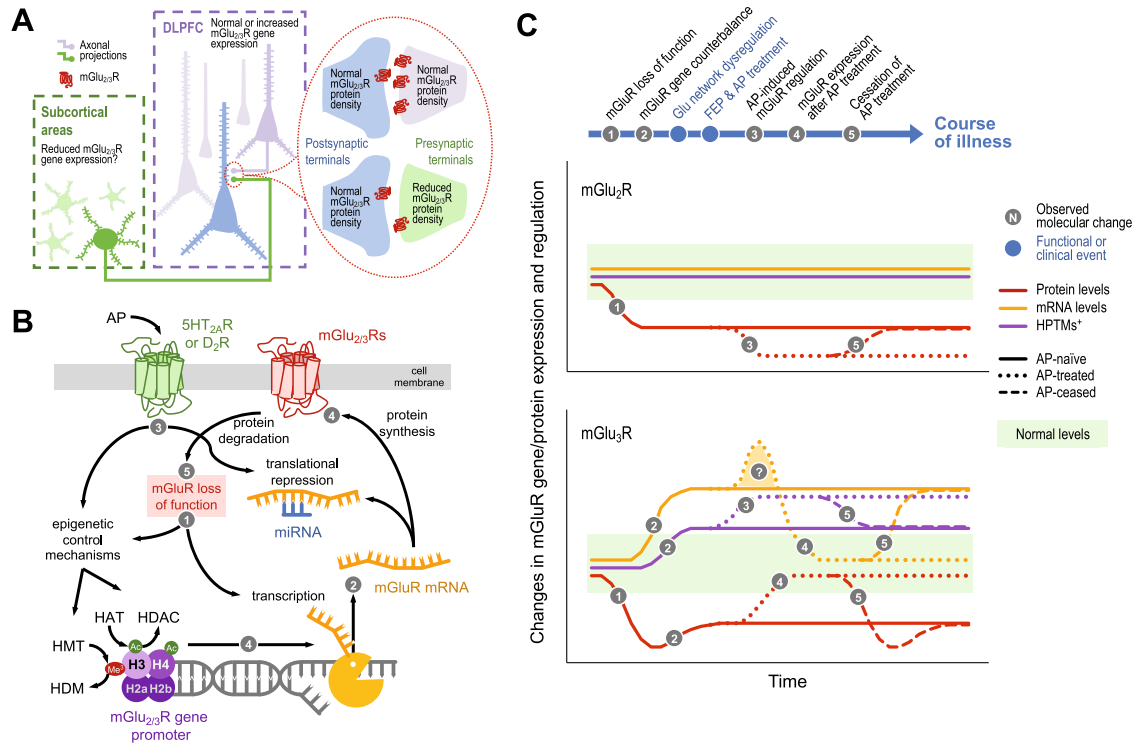 A
DLPFC
Normal or increased
mGlu2/3R gene
expression
Axonal
projections
mGlu2/3R
Subcortical
areas
Reduced mGlu2/3R
gene expression?
Normal
mGlu2/3R
protein
density
Normal
mGlu2/3R
protein
density
Postsynaptic
terminals
Presynaptic
terminals
Normal
mGlu2/3R
protein
density
Reduced
mGlu2/3R
protein
density
B
AP
5HT2AR
or D2R
mGlu2/3Rs
cell
membrane
3
4
protein
degradation
protein
synthesis
5
translational
repression
mGluR loss
of function
1
miRNA
epigenetic
control
mechanisms
mGluR mRNA
2
transcription
HAT
HDAC
HMT
Ac
Ac
4
Me+
H3
H4
HDM
H2a
H2b
mGlu2/3R gene
promoter
C
mGluR loss of function
mGluR gene counterbalance
Glu network dysregulation
FEP & AP treatment
AP-induced
mGluR regulation
mGluR expression
after AP treatment
Cessation of
AP treatment
1
2
3
4
5
Course
of illness
Changes in mGluR gene/protein expression and regulation
mGlu2R
1
3
5
mGlu3R
?
2
3
5
2
4
5
1
4
5
2
Time
N
Observed
molecular change
Functional or
clinical event
Protein levels
mRNA levels
HPTMs+
AP-naïve
AP-treated
AP-ceased
Normal levels